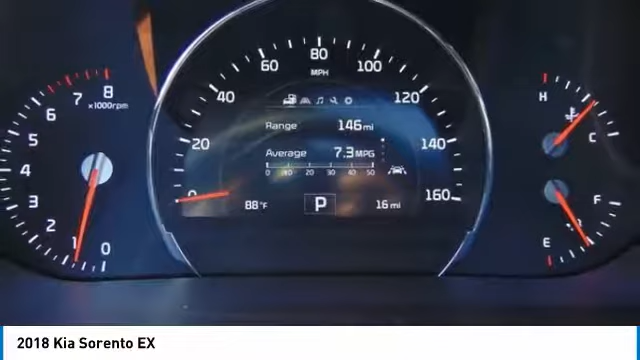 80
60 100
MPH
8
7
x1000rpm
6
5
4
3
2
1
0
40
120
20
140
0
160
Range 146 mi
Average 7.3 MPG
0 10 20 30 40 50
88°F P 16 mi
H
C
F
E
2018 Kia Sorento EX